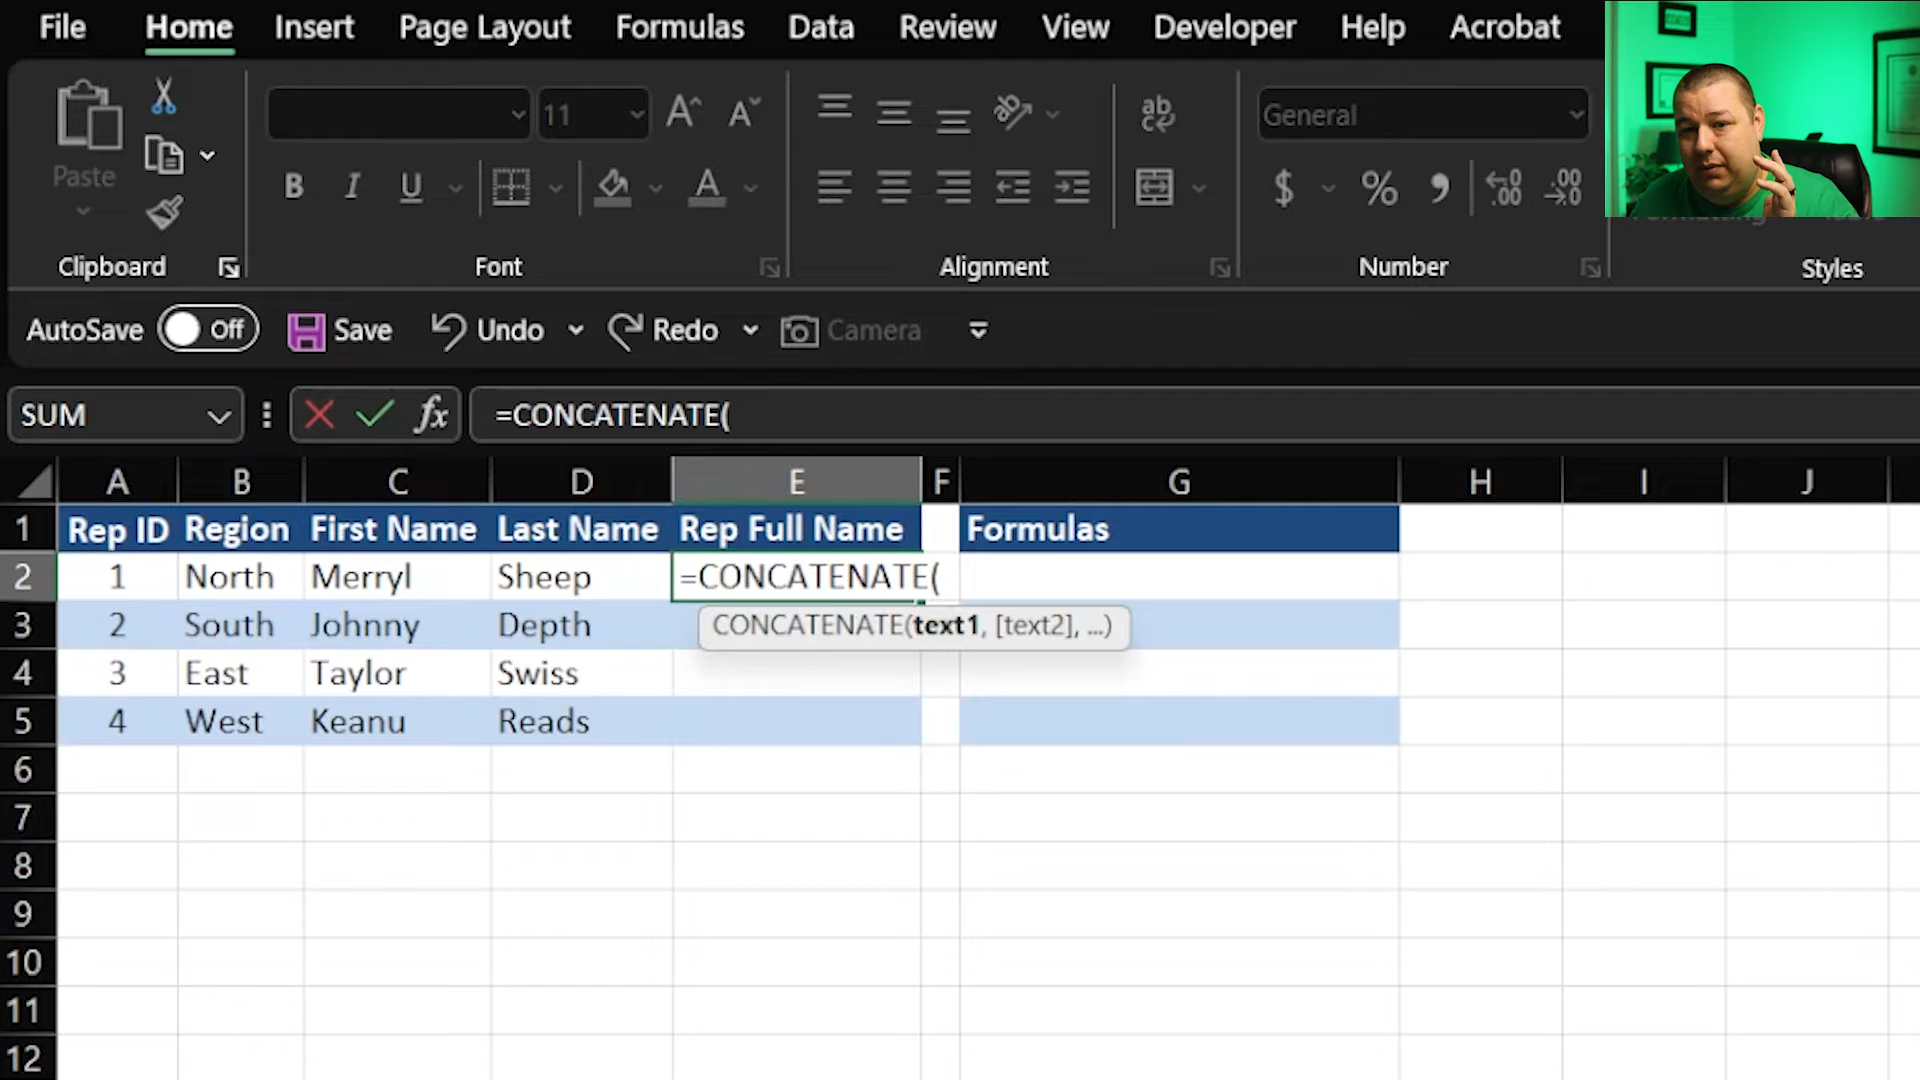 File Home Insert Page Layout Formulas Data Review View Developer Help Acrobat
Paste
11
General
B I U
$ % 9
Clipboard Font Alignment Number Styles
AutoSave Off Save Undo Redo Camera
SUM fx =CONCATENATE(
A B C D E F G H I J
1 Rep ID Region First Name Last Name Rep Full Name Formulas
2 1 North Merryl Sheep =CONCATENATE(
CONCATENATE(text1, [text2], ...)
3 2 South Johnny Depth
4 3 East Taylor Swiss
5 4 West Keanu Reads
6
7
8
9
10
11
12